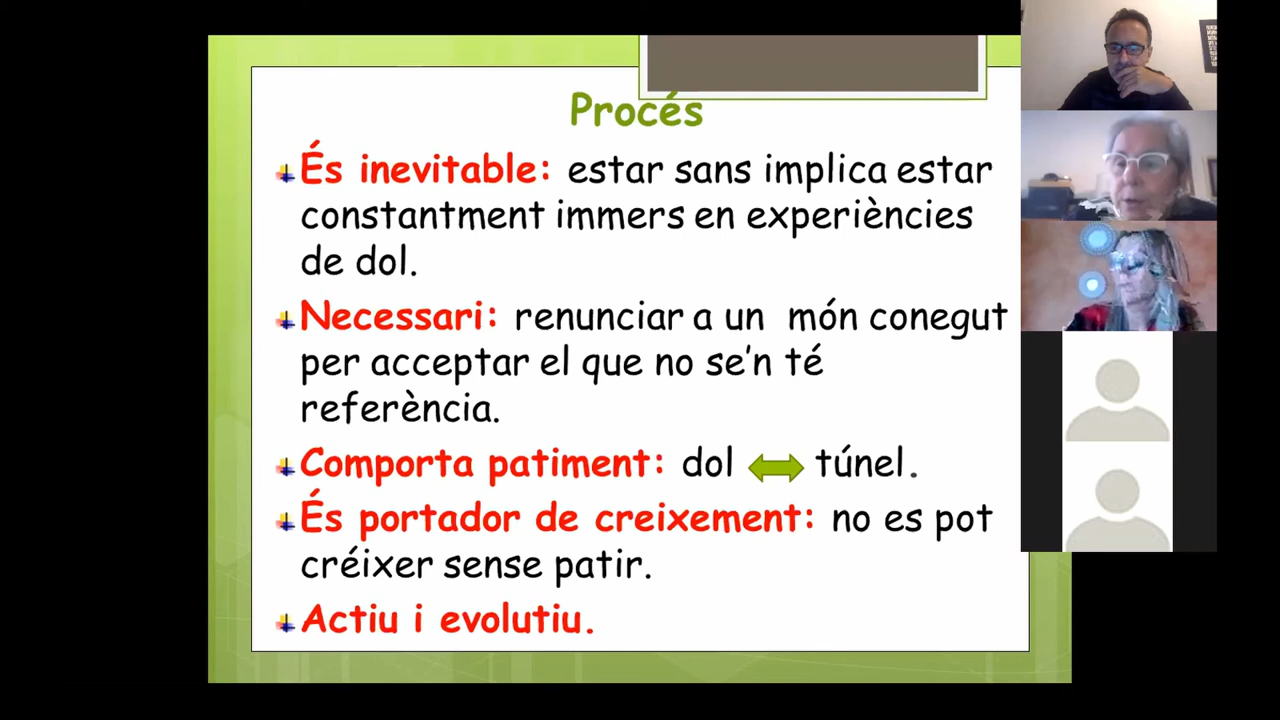 Procés
És inevitable: estar sans implica estar
constantment immers en experiències
de dol.
Necessari: renunciar a un món conegut
per acceptar el que no se'n té
referència.
Comporta patiment: dol túnel.
És portador de creixement: no es pot
créixer sense patir.
Actiu i evolutiu.